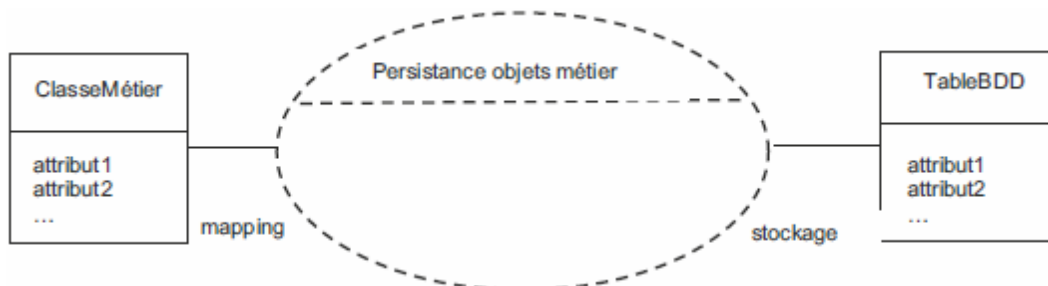 ClasseMétier
attribut1
attribut2
...
mapping
Persistance objets métier
stockage
TableBDD
attribut1
attribut2
...